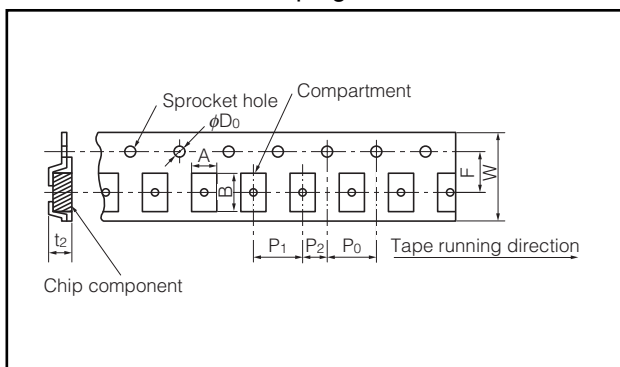 Sprocket hole
Compartment
ϕD0
A
B
F
W
t2
P1
P2
P0
Tape running direction
Chip component